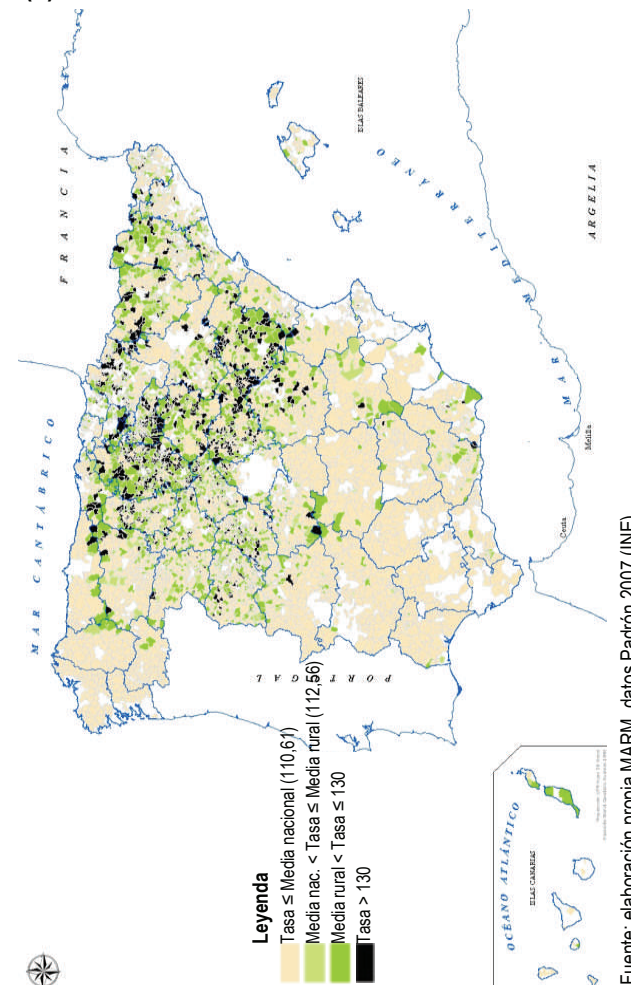 F R A N C I A
MAR CANTÁBRICO
ISLAS BALEARES
MAR MEDITERRÁNEO
ARGELIA
PORTUGAL
Melilla
Ceuta
Leyenda
Tasa ≤ Media nacional (110,61)
Media nac. < Tasa ≤ Media rural (112,56)
Media rural < Tasa ≤ 130
Tasa > 130
OCÉANO ATLÁNTICO
ISLAS CANARIAS
Fuente: elaboración propia MARM, datos Padrón 2007 (INE)